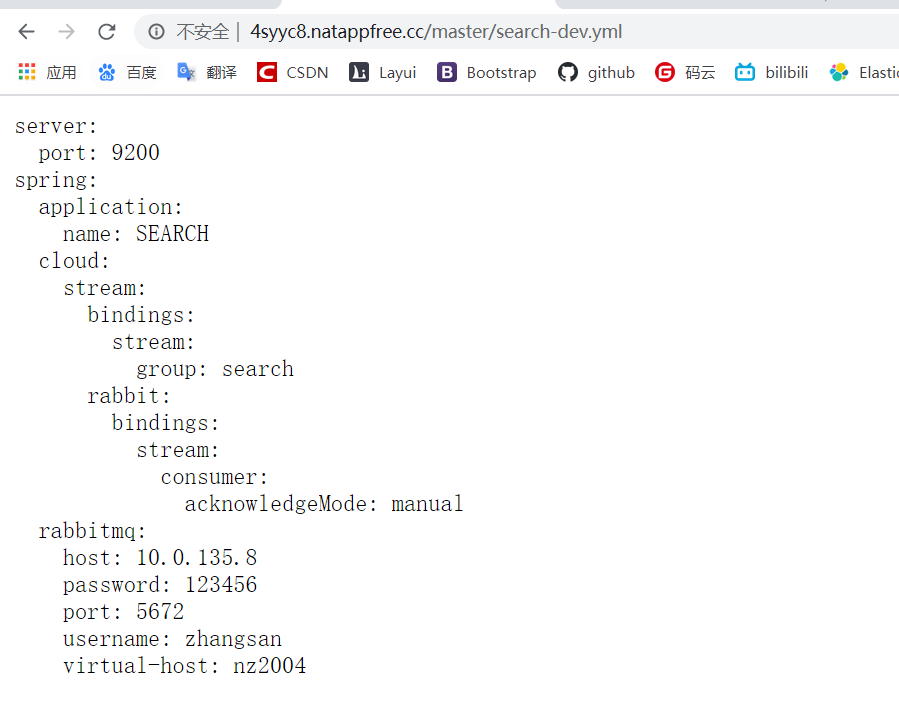 不安全 | 4syyc8.natappfree.cc/master/search-dev.yml
应用 百度 翻译 CSDN Layui Bootstrap github 码云 bilibili Elastic
server:
  port: 9200
spring:
  application:
    name: SEARCH
  cloud:
    stream:
      bindings:
        stream:
          group: search
      rabbit:
        bindings:
          stream:
            consumer:
              acknowledgeMode: manual
  rabbitmq:
    host: 10.0.135.8
    password: 123456
    port: 5672
    username: zhangsan
    virtual-host: nz2004